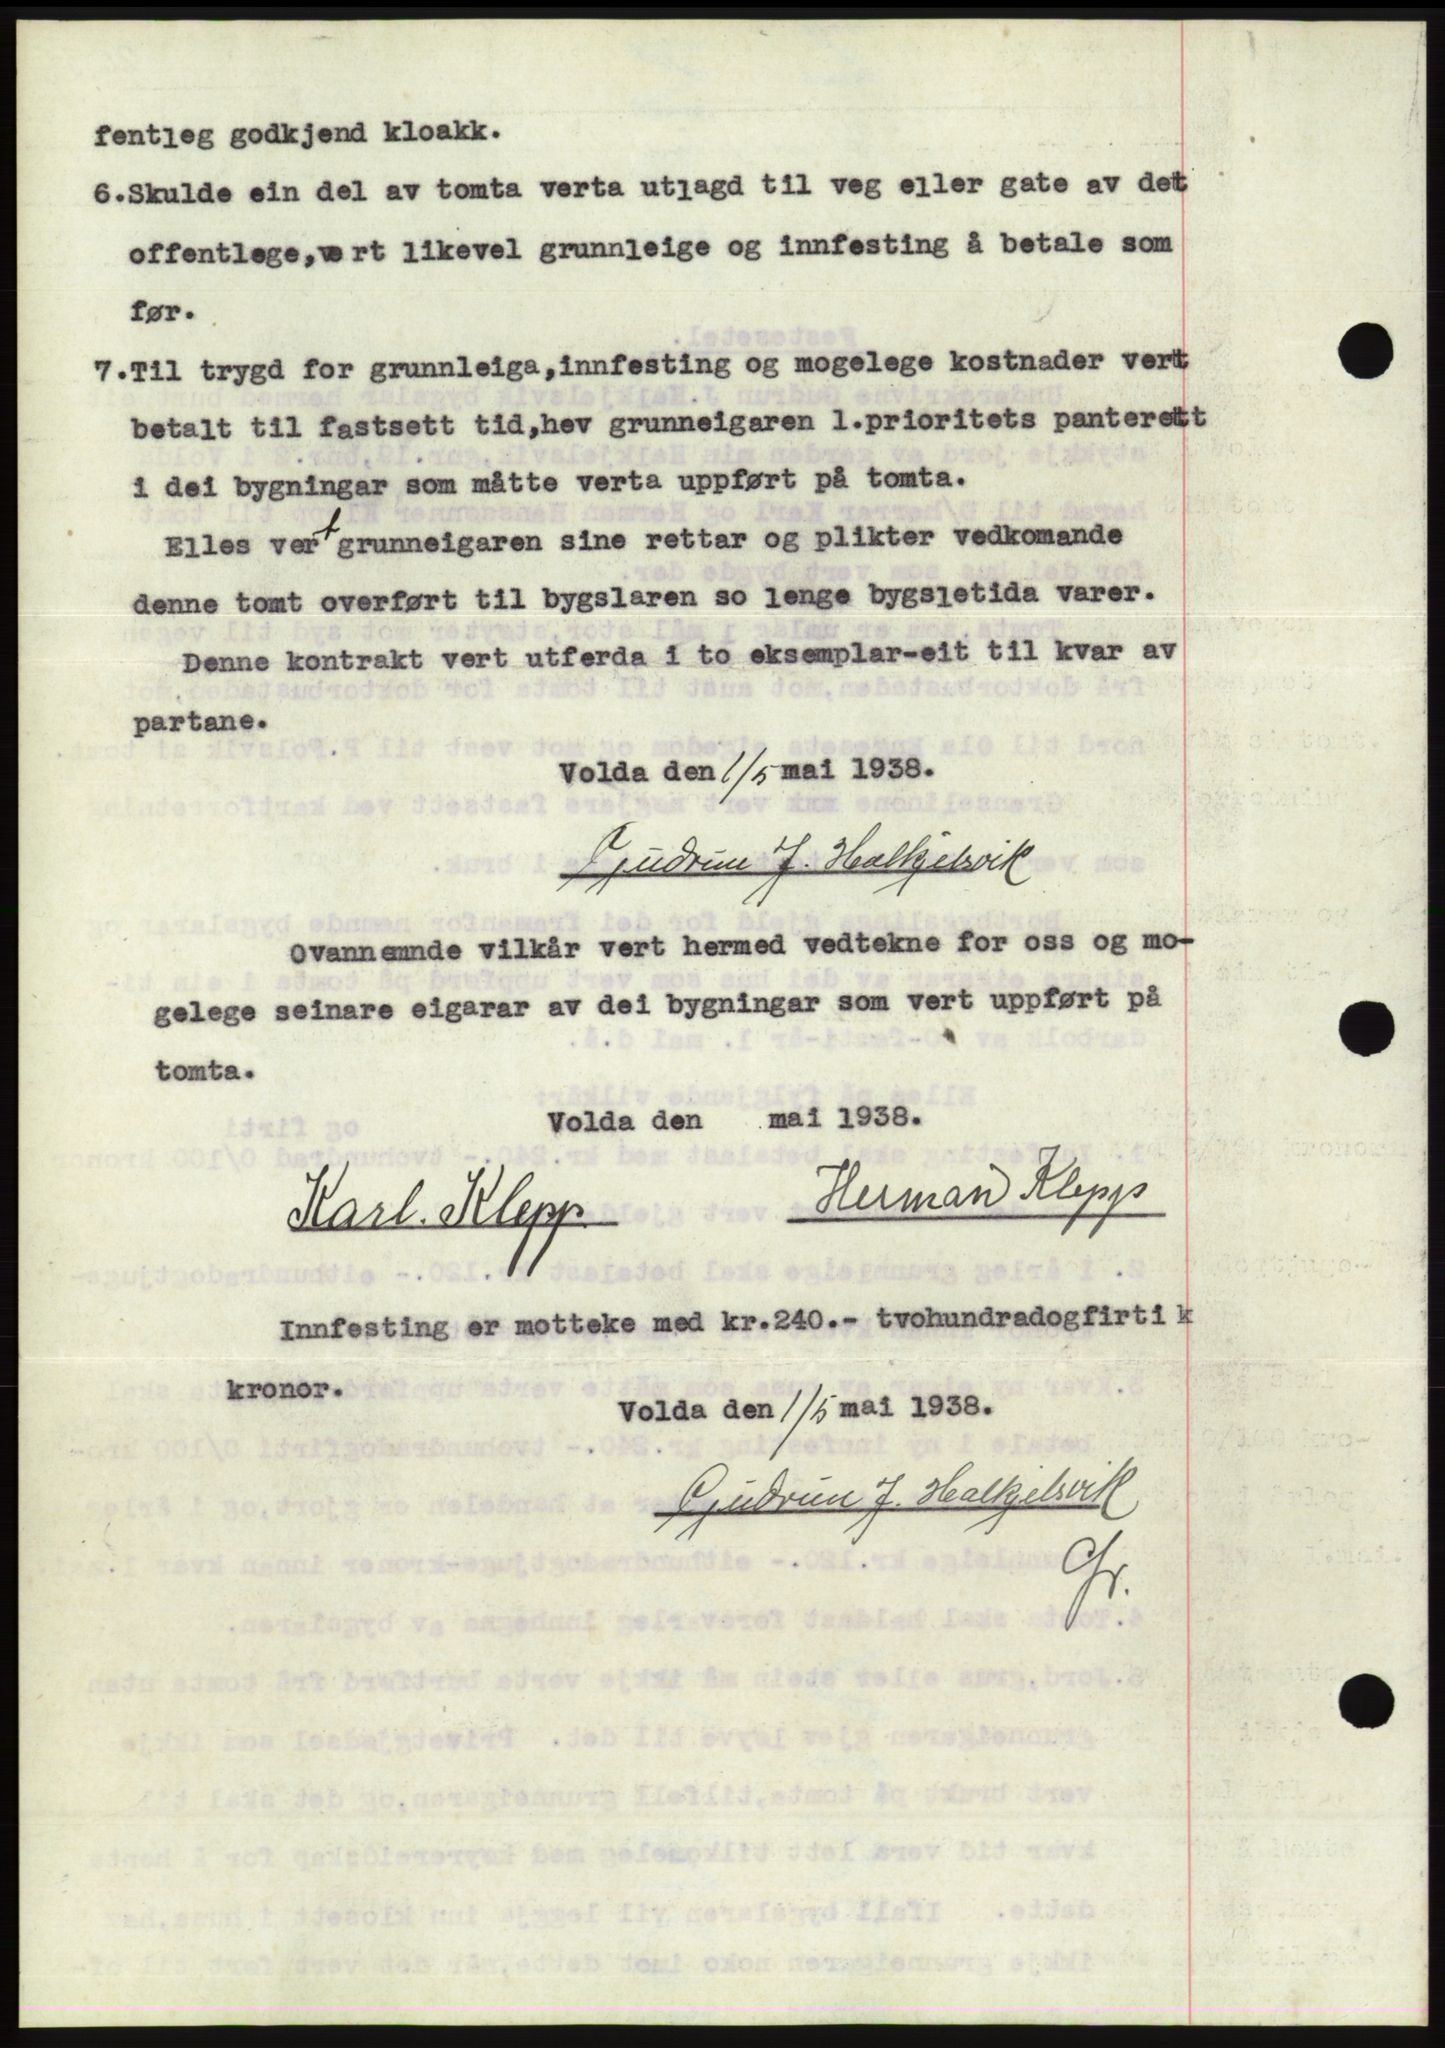 fentleg godkjend kloakk.
6.Skulde ein del av tomta verta utlagd til veg eller gate av det
offentlege,vert likevel grunnleige og innfesting å betale som
før.
7.Til trygd for grunnleiga,innfesting og mogelege kostnader vert
betalt til fastsett tid,hev grunneigaren 1.prioritets panterett
i dei bygningar som måtte verta uppført på tomta.
Elles vert grunneigaren sine rettar og plikter vedkomande
denne tomt overført til bygslaren so lenge bygsletida varer.
Denne kontrakt vert utferda i to eksemplar-eit til kvar av
partane.
Volda den 1/5 mai 1938.
Gjudrun J. Halkjelsvik
Ovannemnde vilkår vert hermed vedtekne for oss og mo-
gelege seinare eigarar av dei bygningar som vert uppført på
tomta.
Volda den mai 1938.
Karl. Klepp Herman Klepp
Innfesting er motteke med kr.240.- tvohundradogfirti k
kronor.
Volda den 1/5 mai 1938.
Gjudrun J. Halkjelsvik
Gr.